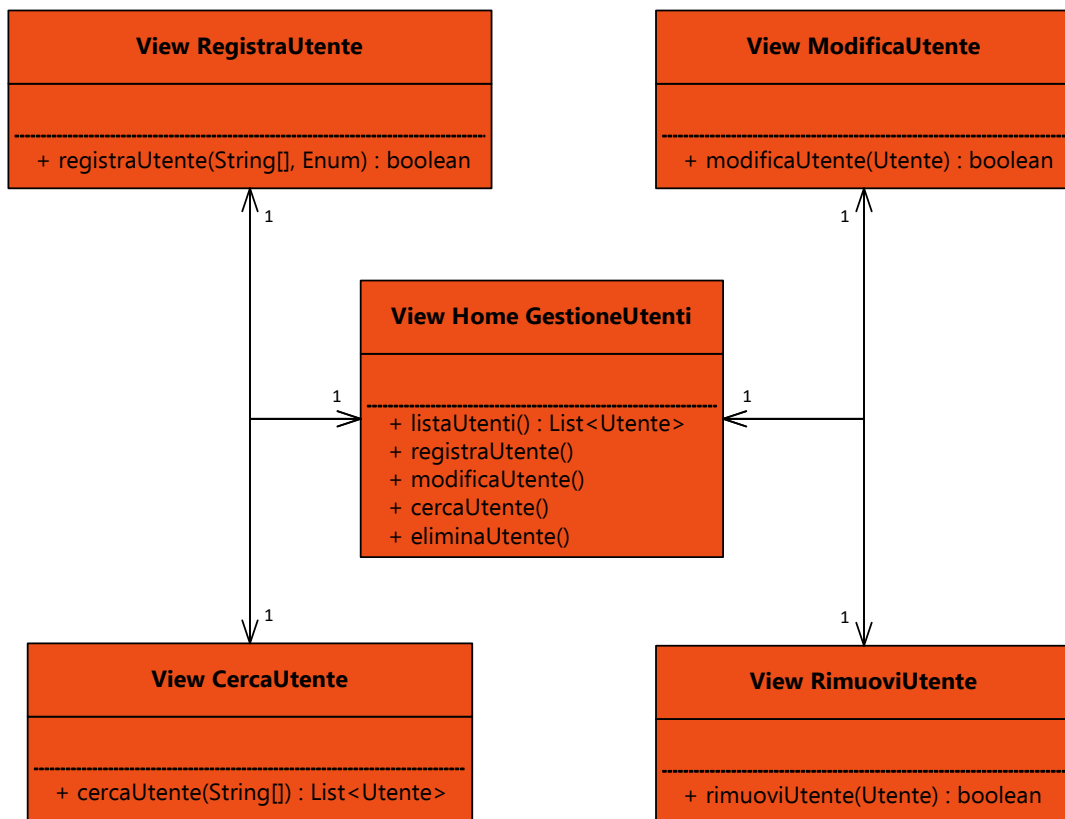 View RegistraUtente
+ registraUtente(String[], Enum) : boolean
View ModificaUtente
+ modificaUtente(Utente) : boolean
1
1
View Home GestioneUtenti
1
1
+ listaUtenti() : List<Utente>
+ registraUtente()
+ modificaUtente()
+ cercaUtente()
+ eliminaUtente()
1
1
View CercaUtente
+ cercaUtente(String[]) : List<Utente>
View RimuoviUtente
+ rimuoviUtente(Utente) : boolean